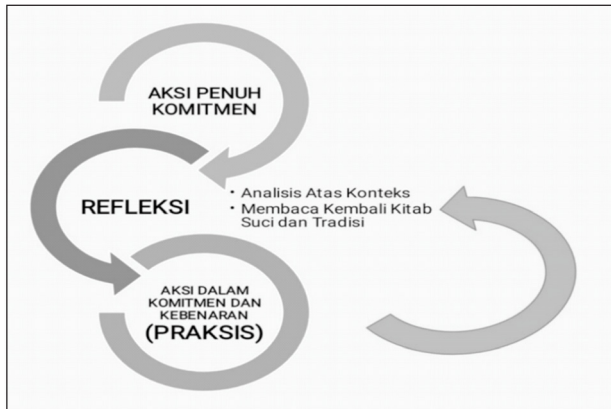 AKSI PENUH
KOMITMEN
REFLEKSI
• Analisis Atas Konteks
• Membaca Kembali Kitab
Suci dan Tradisi
AKSI DALAM
KOMITMEN DAN
KEBENARAN
(PRAKSIS)